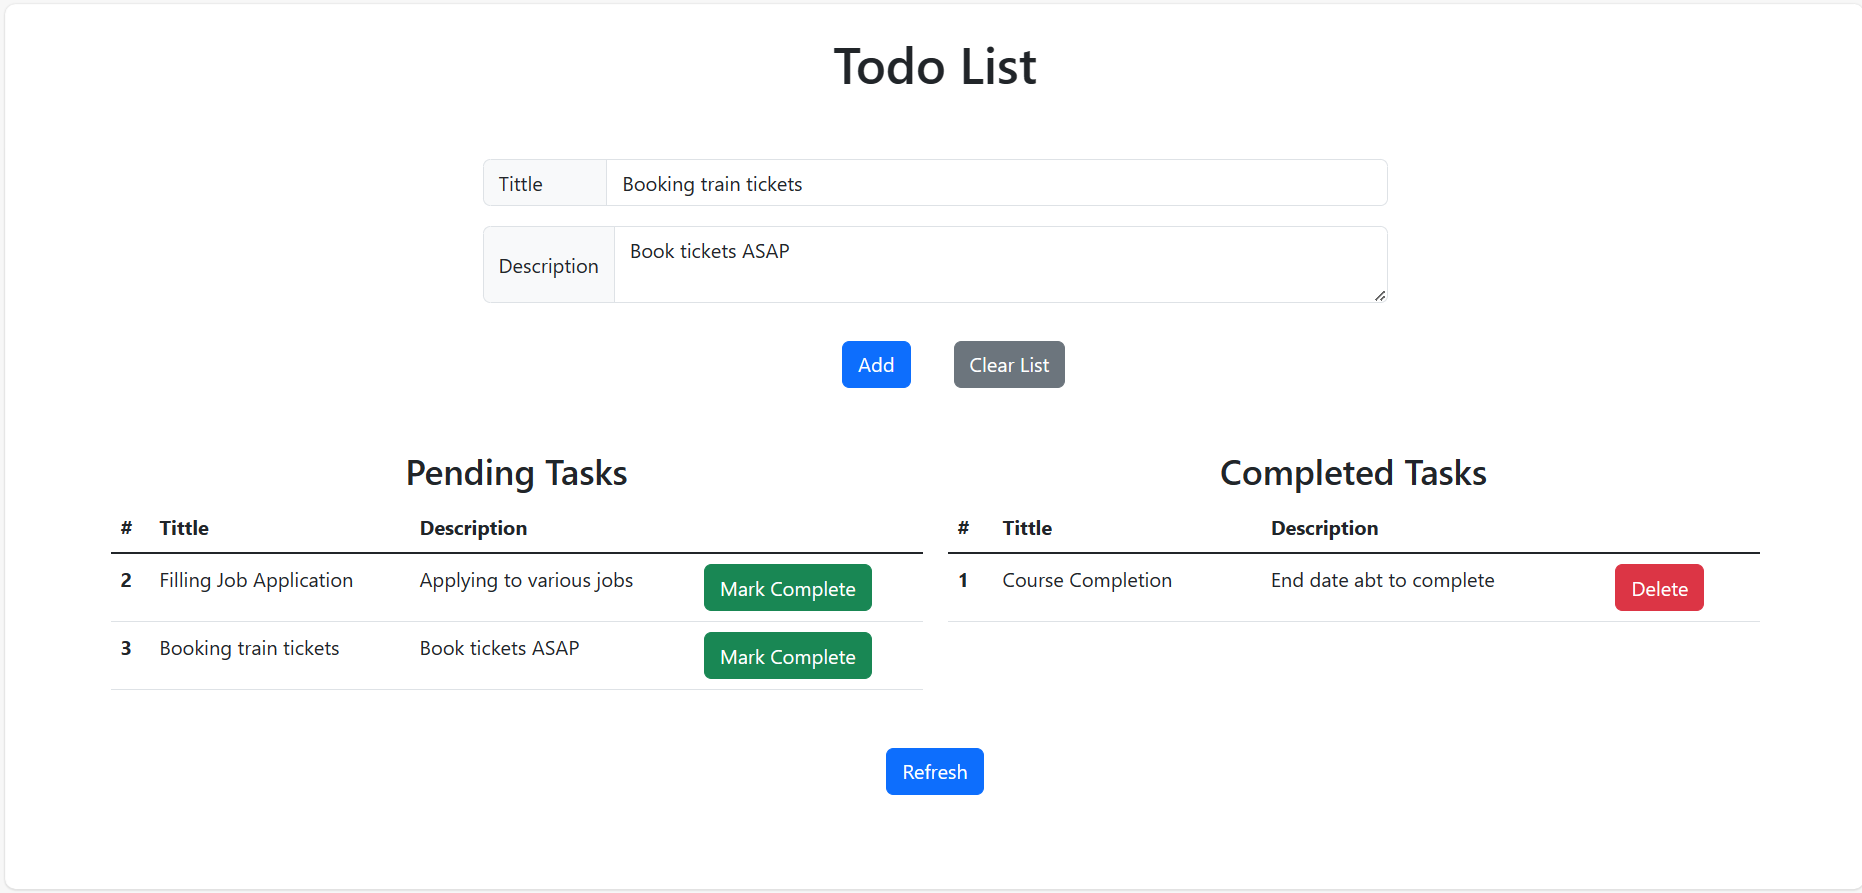 Todo List
Tittle Booking train tickets
Description Book tickets ASAP
Add Clear List
Pending Tasks
# Tittle Description
2 Filling Job Application Applying to various jobs Mark Complete
3 Booking train tickets Book tickets ASAP Mark Complete
Completed Tasks
# Tittle Description
1 Course Completion End date abt to complete Delete
Refresh